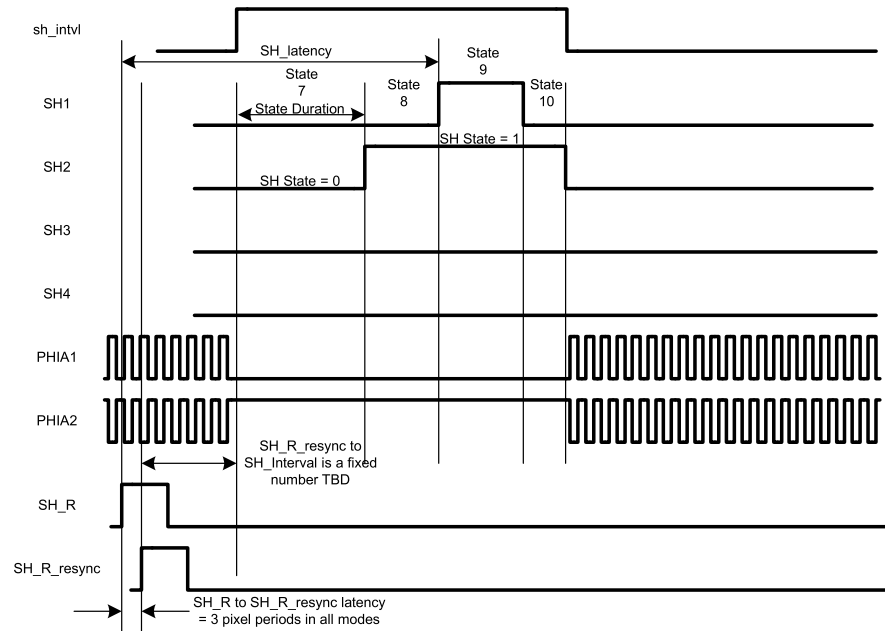 sh_intvl
SH_latency
State
7
State
8
State
9
State
10
SH1
State Duration
SH State = 1
SH2
SH State = 0
SH3
SH4
PHIA1
PHIA2
SH_R_resync to
SH_Interval is a fixed
number TBD
SH_R
SH_R_resync
SH_R to SH_R_resync latency
= 3 pixel periods in all modes